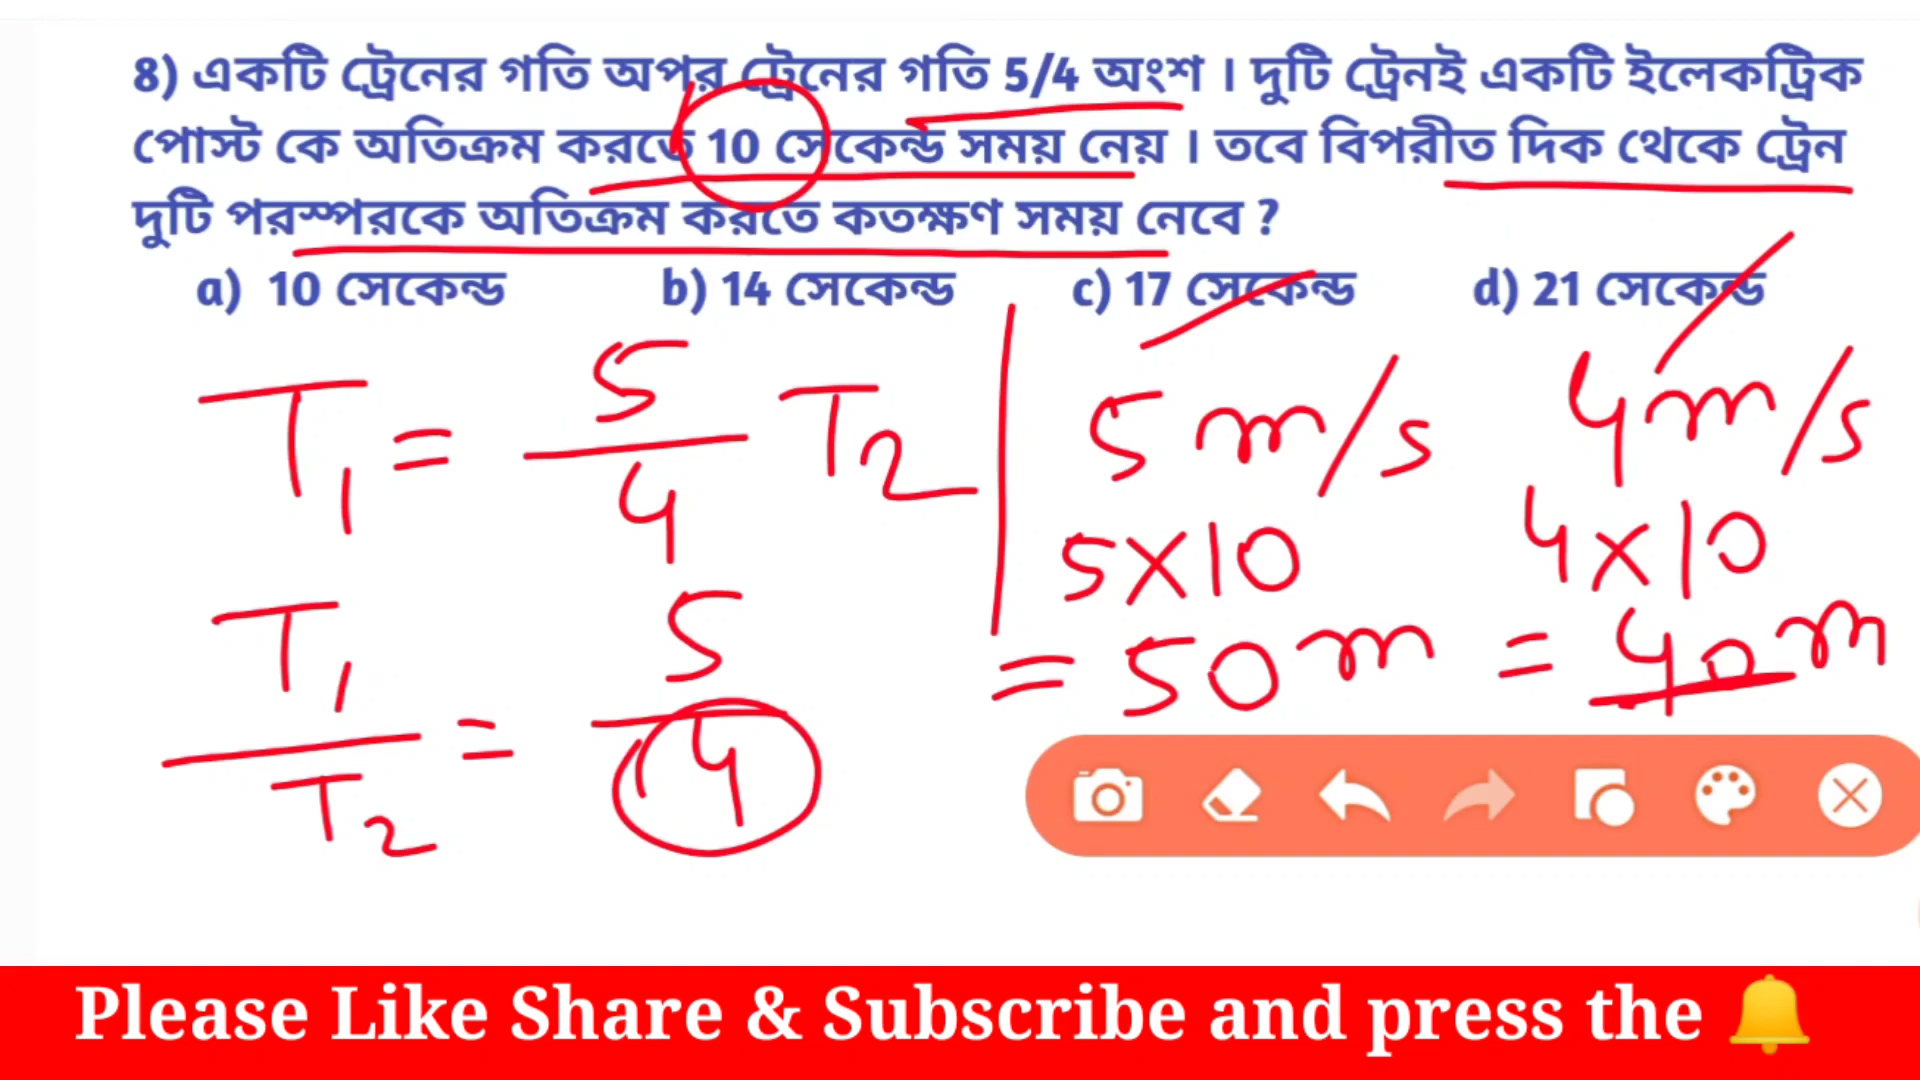 8) একটি ট্রেনের গতি অপর ট্রেনের গতি 5/4 অংশ । দুটি ট্রেনই একটি ইলেকট্রিক
পোস্ট কে অতিক্রম করতে 10 সেকেন্ড সময় নেয় । তবে বিপরীত দিক থেকে ট্রেন
দুটি পরস্পরকে অতিক্রম করতে কতক্ষণ সময় নেবে ?
a) 10 সেকেন্ড b) 14 সেকেন্ড c) 17 সেকেন্ড d) 21 সেকেন্ড
T1 = 5/4 T2
T1/T2 = 5/4
5 m/s 4 m/s
5×10 4×10
= 50 m = 40 m
Please Like Share & Subscribe and press the 🔔